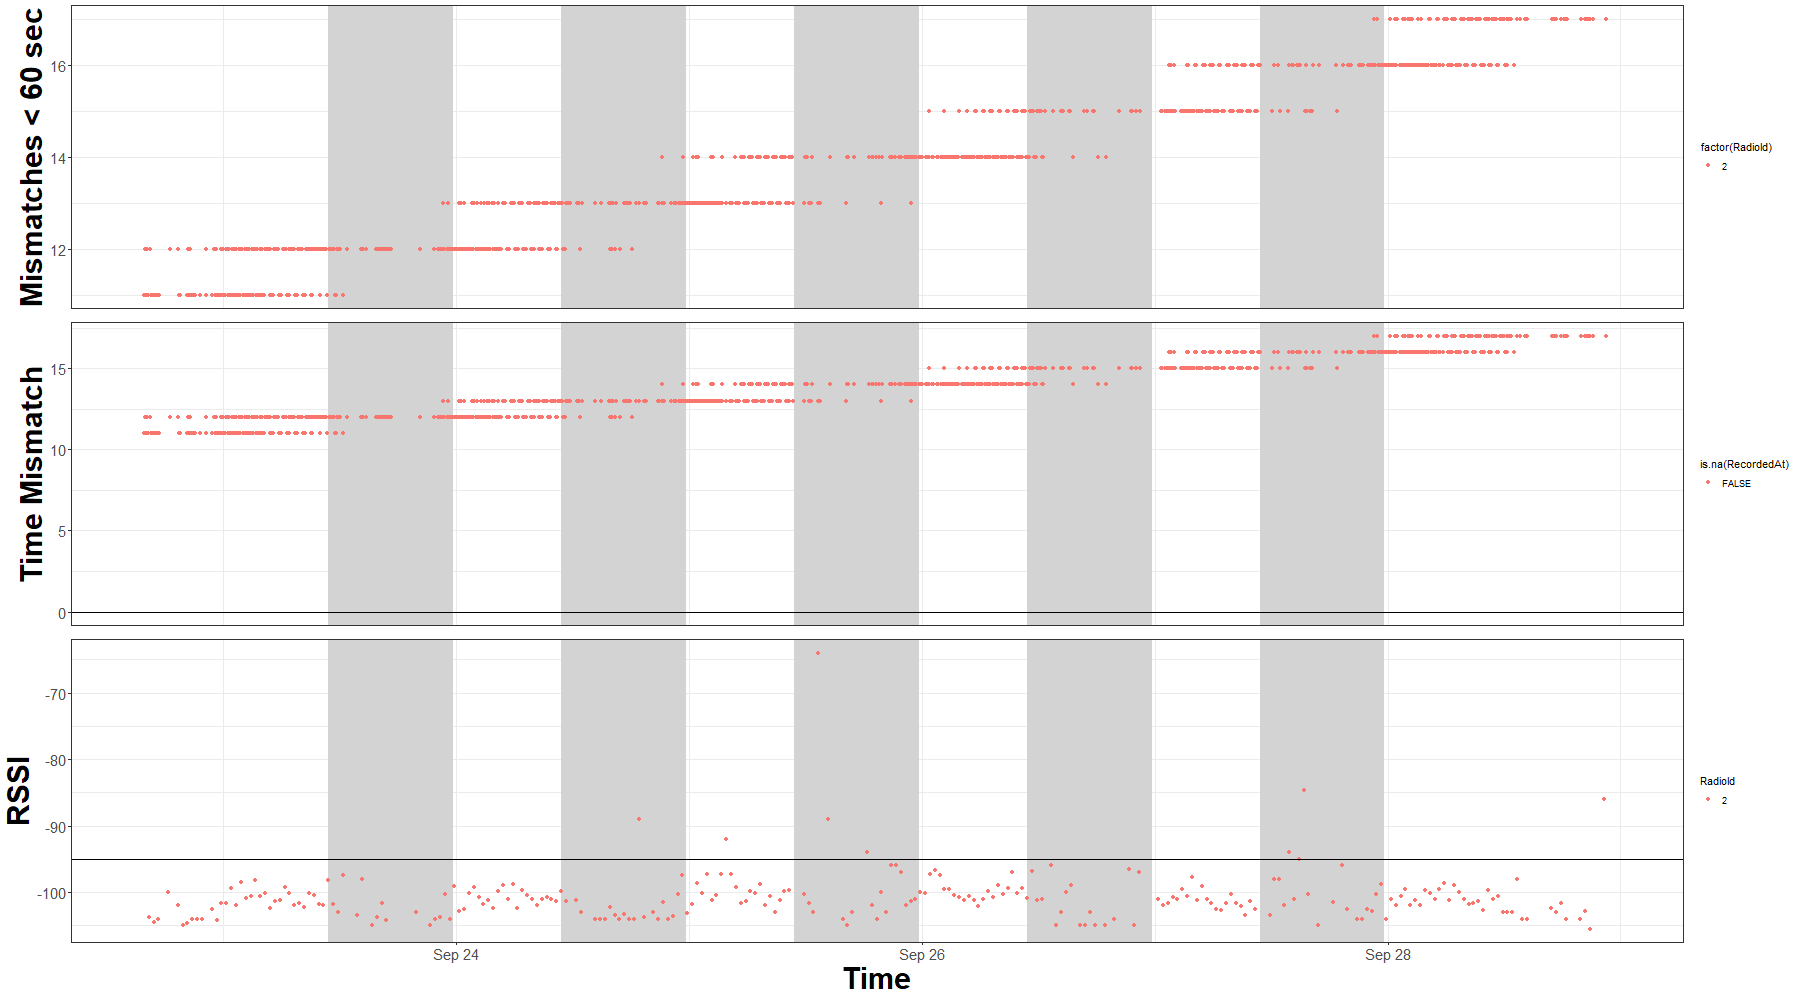 Mismatches < 60 sec
16
14
12
factor(RadioId)
2
Time Mismatch
15
10
5
0
is.na(RecordedAt)
FALSE
RSSI
-70
-80
-90
-100
RadioId
2
Sep 24
Sep 26
Sep 28
Time